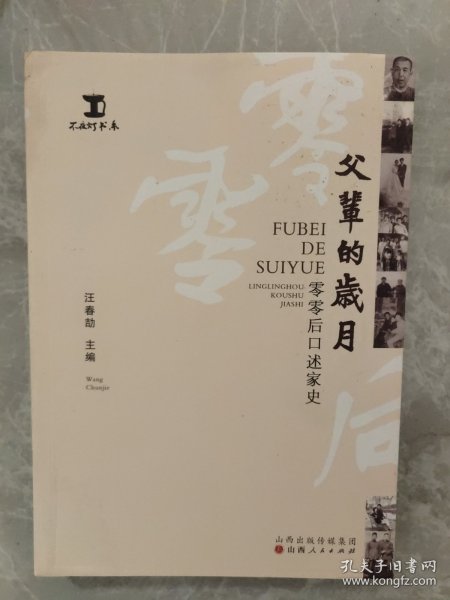 不夜灯书系
零
零
后
父辈的歲月
FUBEI
DE
SUIYUE
LINGLINGHOU
KOUSHU
JIASHI
零零后口述家史
汪春劼 主编
Wang
Chunjie
山西出版传媒集团
山西人民出版社
孔夫子旧书网
kongfz.com